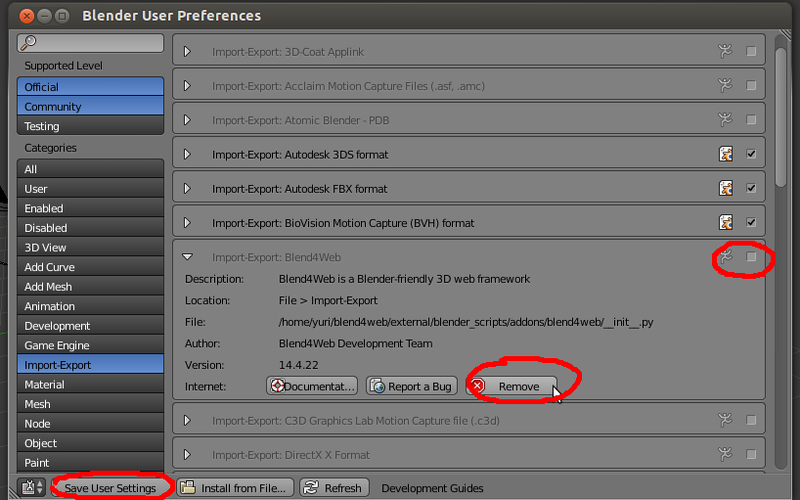 Blender User Preferences
Supported Level
Official
Community
Testing
Categories
All
User
Enabled
Disabled
3D View
Add Curve
Add Mesh
Animation
Development
Game Engine
Import-Export
Material
Mesh
Node
Object
Paint
Import-Export: 3D-Coat Applink
Import-Export: Acclaim Motion Capture Files (.asf, .amc)
Import-Export: Atomic Blender - PDB
Import-Export: Autodesk 3DS format
Import-Export: Autodesk FBX format
Import-Export: BioVision Motion Capture (BVH) format
Import-Export: Blend4Web
Description: Blend4Web is a Blender-friendly 3D web framework
Location: File > Import-Export
File: /home/yuri/blend4web/external/blender_scripts/addons/blend4web/__init__.py
Author: Blend4Web Development Team
Version: 14.4.22
Internet: Documentat... Report a Bug Remove
Import-Export: C3D Graphics Lab Motion Capture file (.c3d)
Import-Export: DirectX X Format
Save User Settings Install from File... Refresh Development Guides